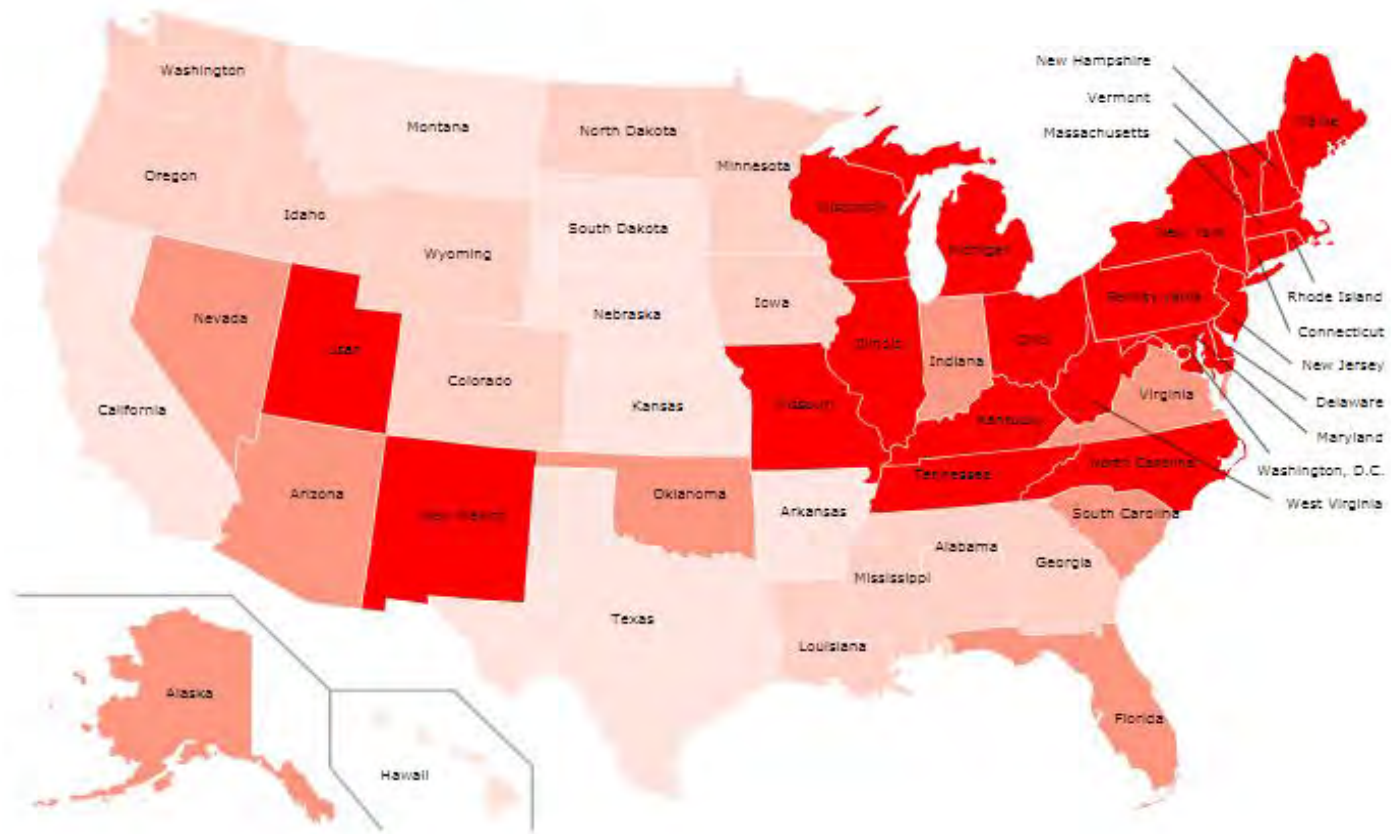 Washington
Montana
North Dakota
Minnesota
New Hampshire
Vermont
Massachusetts
Maine
Oregon
Idaho
Wyoming
South Dakota
Wisconsin
Michigan
New York
Nevada
Utah
Colorado
Nebraska
Iowa
Illinois
Indiana
Ohio
Pennsylvania
Rhode Island
Connecticut
New Jersey
Delaware
Maryland
Washington, D.C.
West Virginia
California
Kansas
Missouri
Kentucky
Virginia
Arizona
New Mexico
Oklahoma
Arkansas
Tennessee
North Carolina
South Carolina
Texas
Louisiana
Mississippi
Alabama
Georgia
Florida
Alaska
Hawaii